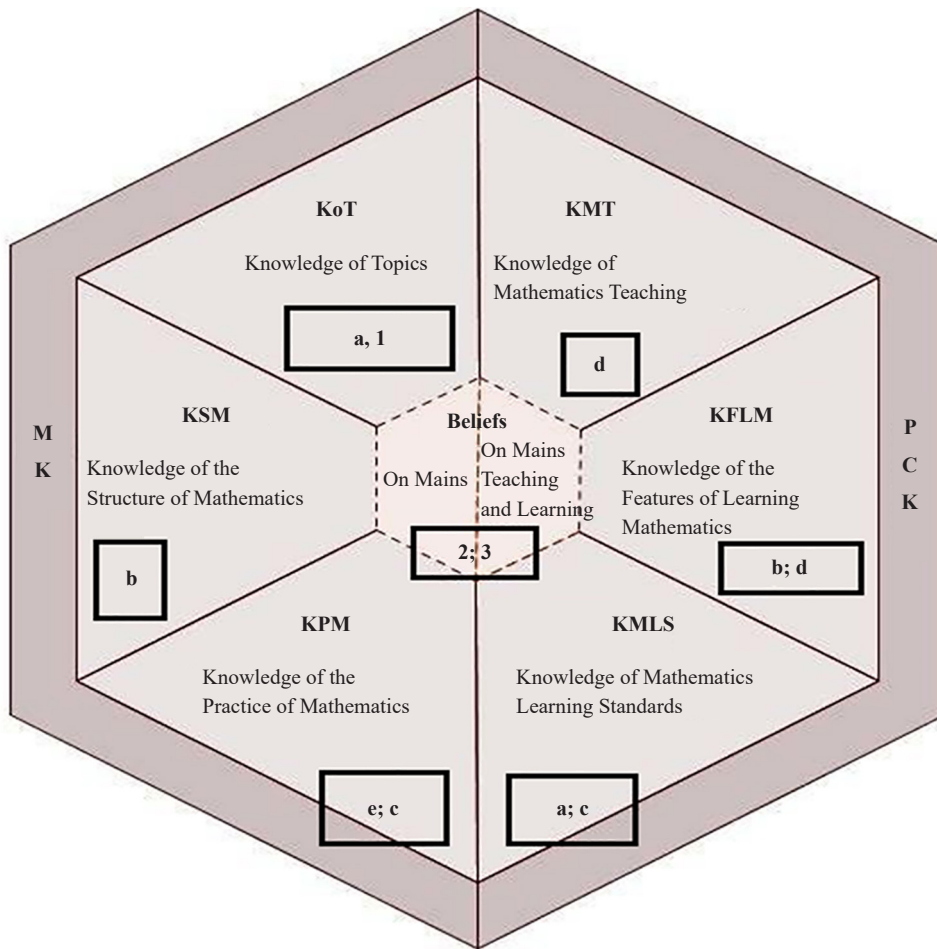 KoT
Knowledge of Topics
a, 1
KMT
Knowledge of
Mathematics Teaching
d
KSM
Knowledge of the
Structure of Mathematics
b
M
K
Beliefs
On Mains
On Mains
Teaching
and Learning
2; 3
KFLM
Knowledge of the
Features of Learning
Mathematics
b; d
P
C
K
KPM
Knowledge of the
Practice of Mathematics
e; c
KMLS
Knowledge of Mathematics
Learning Standards
a; c